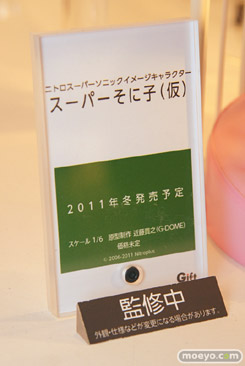 ニトロスーパーソニックイメージキャラクター
スーパーそに子(仮)
2011年冬発売予定
スケール 1/6 原型制作 近藤貴之(G-DOME)
価格未定
© 2006-2011 Nitroplus
Gift
監修中
外観・仕様などが変更になる場合があります。
moeyo.com